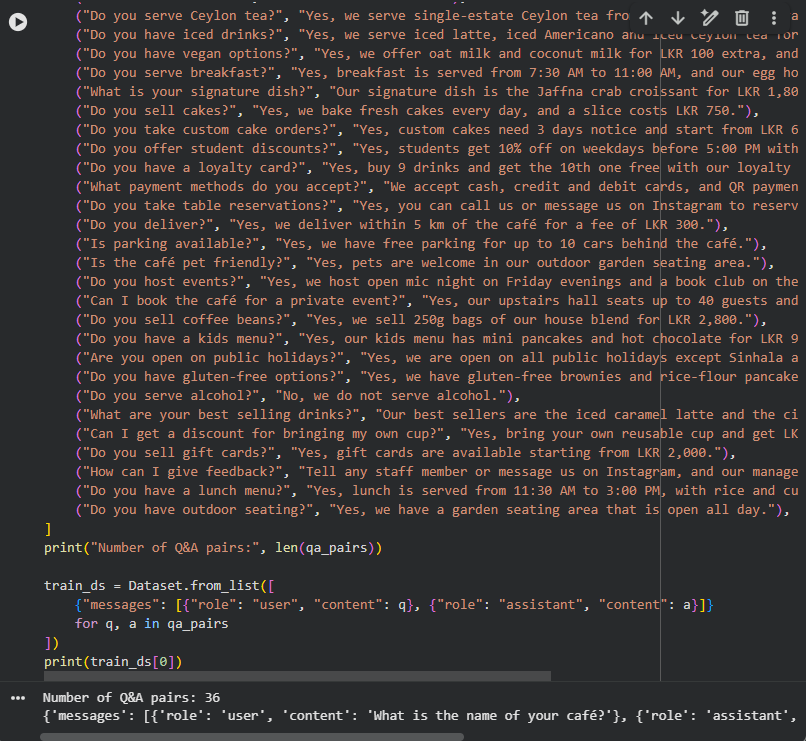 ("Do you serve Ceylon tea?", "Yes, we serve single-estate Ceylon tea fro
("Do you have iced drinks?", "Yes, we serve iced latte, iced Americano and iced Ceylon tea for
("Do you have vegan options?", "Yes, we offer oat milk and coconut milk for LKR 100 extra, and
("Do you serve breakfast?", "Yes, breakfast is served from 7:30 AM to 11:00 AM, and our egg ho
("What is your signature dish?", "Our signature dish is the Jaffna crab croissant for LKR 1,80
("Do you sell cakes?", "Yes, we bake fresh cakes every day, and a slice costs LKR 750."),
("Do you take custom cake orders?", "Yes, custom cakes need 3 days notice and start from LKR 6
("Do you offer student discounts?", "Yes, students get 10% off on weekdays before 5:00 PM with
("Do you have a loyalty card?", "Yes, buy 9 drinks and get the 10th one free with our loyalty
("What payment methods do you accept?", "We accept cash, credit and debit cards, and QR paymen
("Do you take table reservations?", "Yes, you can call us or message us on Instagram to reserv
("Do you deliver?", "Yes, we deliver within 5 km of the café for a fee of LKR 300."),
("Is parking available?", "Yes, we have free parking for up to 10 cars behind the café."),
("Is the café pet friendly?", "Yes, pets are welcome in our outdoor garden seating area."),
("Do you host events?", "Yes, we host open mic night on Friday evenings and a book club on the
("Can I book the café for a private event?", "Yes, our upstairs hall seats up to 40 guests and
("Do you sell coffee beans?", "Yes, we sell 250g bags of our house blend for LKR 2,800."),
("Do you have a kids menu?", "Yes, our kids menu has mini pancakes and hot chocolate for LKR 9
("Are you open on public holidays?", "Yes, we are open on all public holidays except Sinhala a
("Do you have gluten-free options?", "Yes, we have gluten-free brownies and rice-flour pancake
("Do you serve alcohol?", "No, we do not serve alcohol."),
("What are your best selling drinks?", "Our best sellers are the iced caramel latte and the ci
("Can I get a discount for bringing my own cup?", "Yes, bring your own reusable cup and get LK
("Do you sell gift cards?", "Yes, gift cards are available starting from LKR 2,000."),
("How can I give feedback?", "Tell any staff member or message us on Instagram, and our manage
("Do you have a lunch menu?", "Yes, lunch is served from 11:30 AM to 3:00 PM, with rice and cu
("Do you have outdoor seating?", "Yes, we have a garden seating area that is open all day."),
]
print("Number of Q&A pairs:", len(qa_pairs))
train_ds = Dataset.from_list([
{"messages": [{"role": "user", "content": q}, {"role": "assistant", "content": a}]}
for q, a in qa_pairs
])
print(train_ds[0])
Number of Q&A pairs: 36
{'messages': [{'role': 'user', 'content': 'What is the name of your café?'}, {'role': 'assistant',